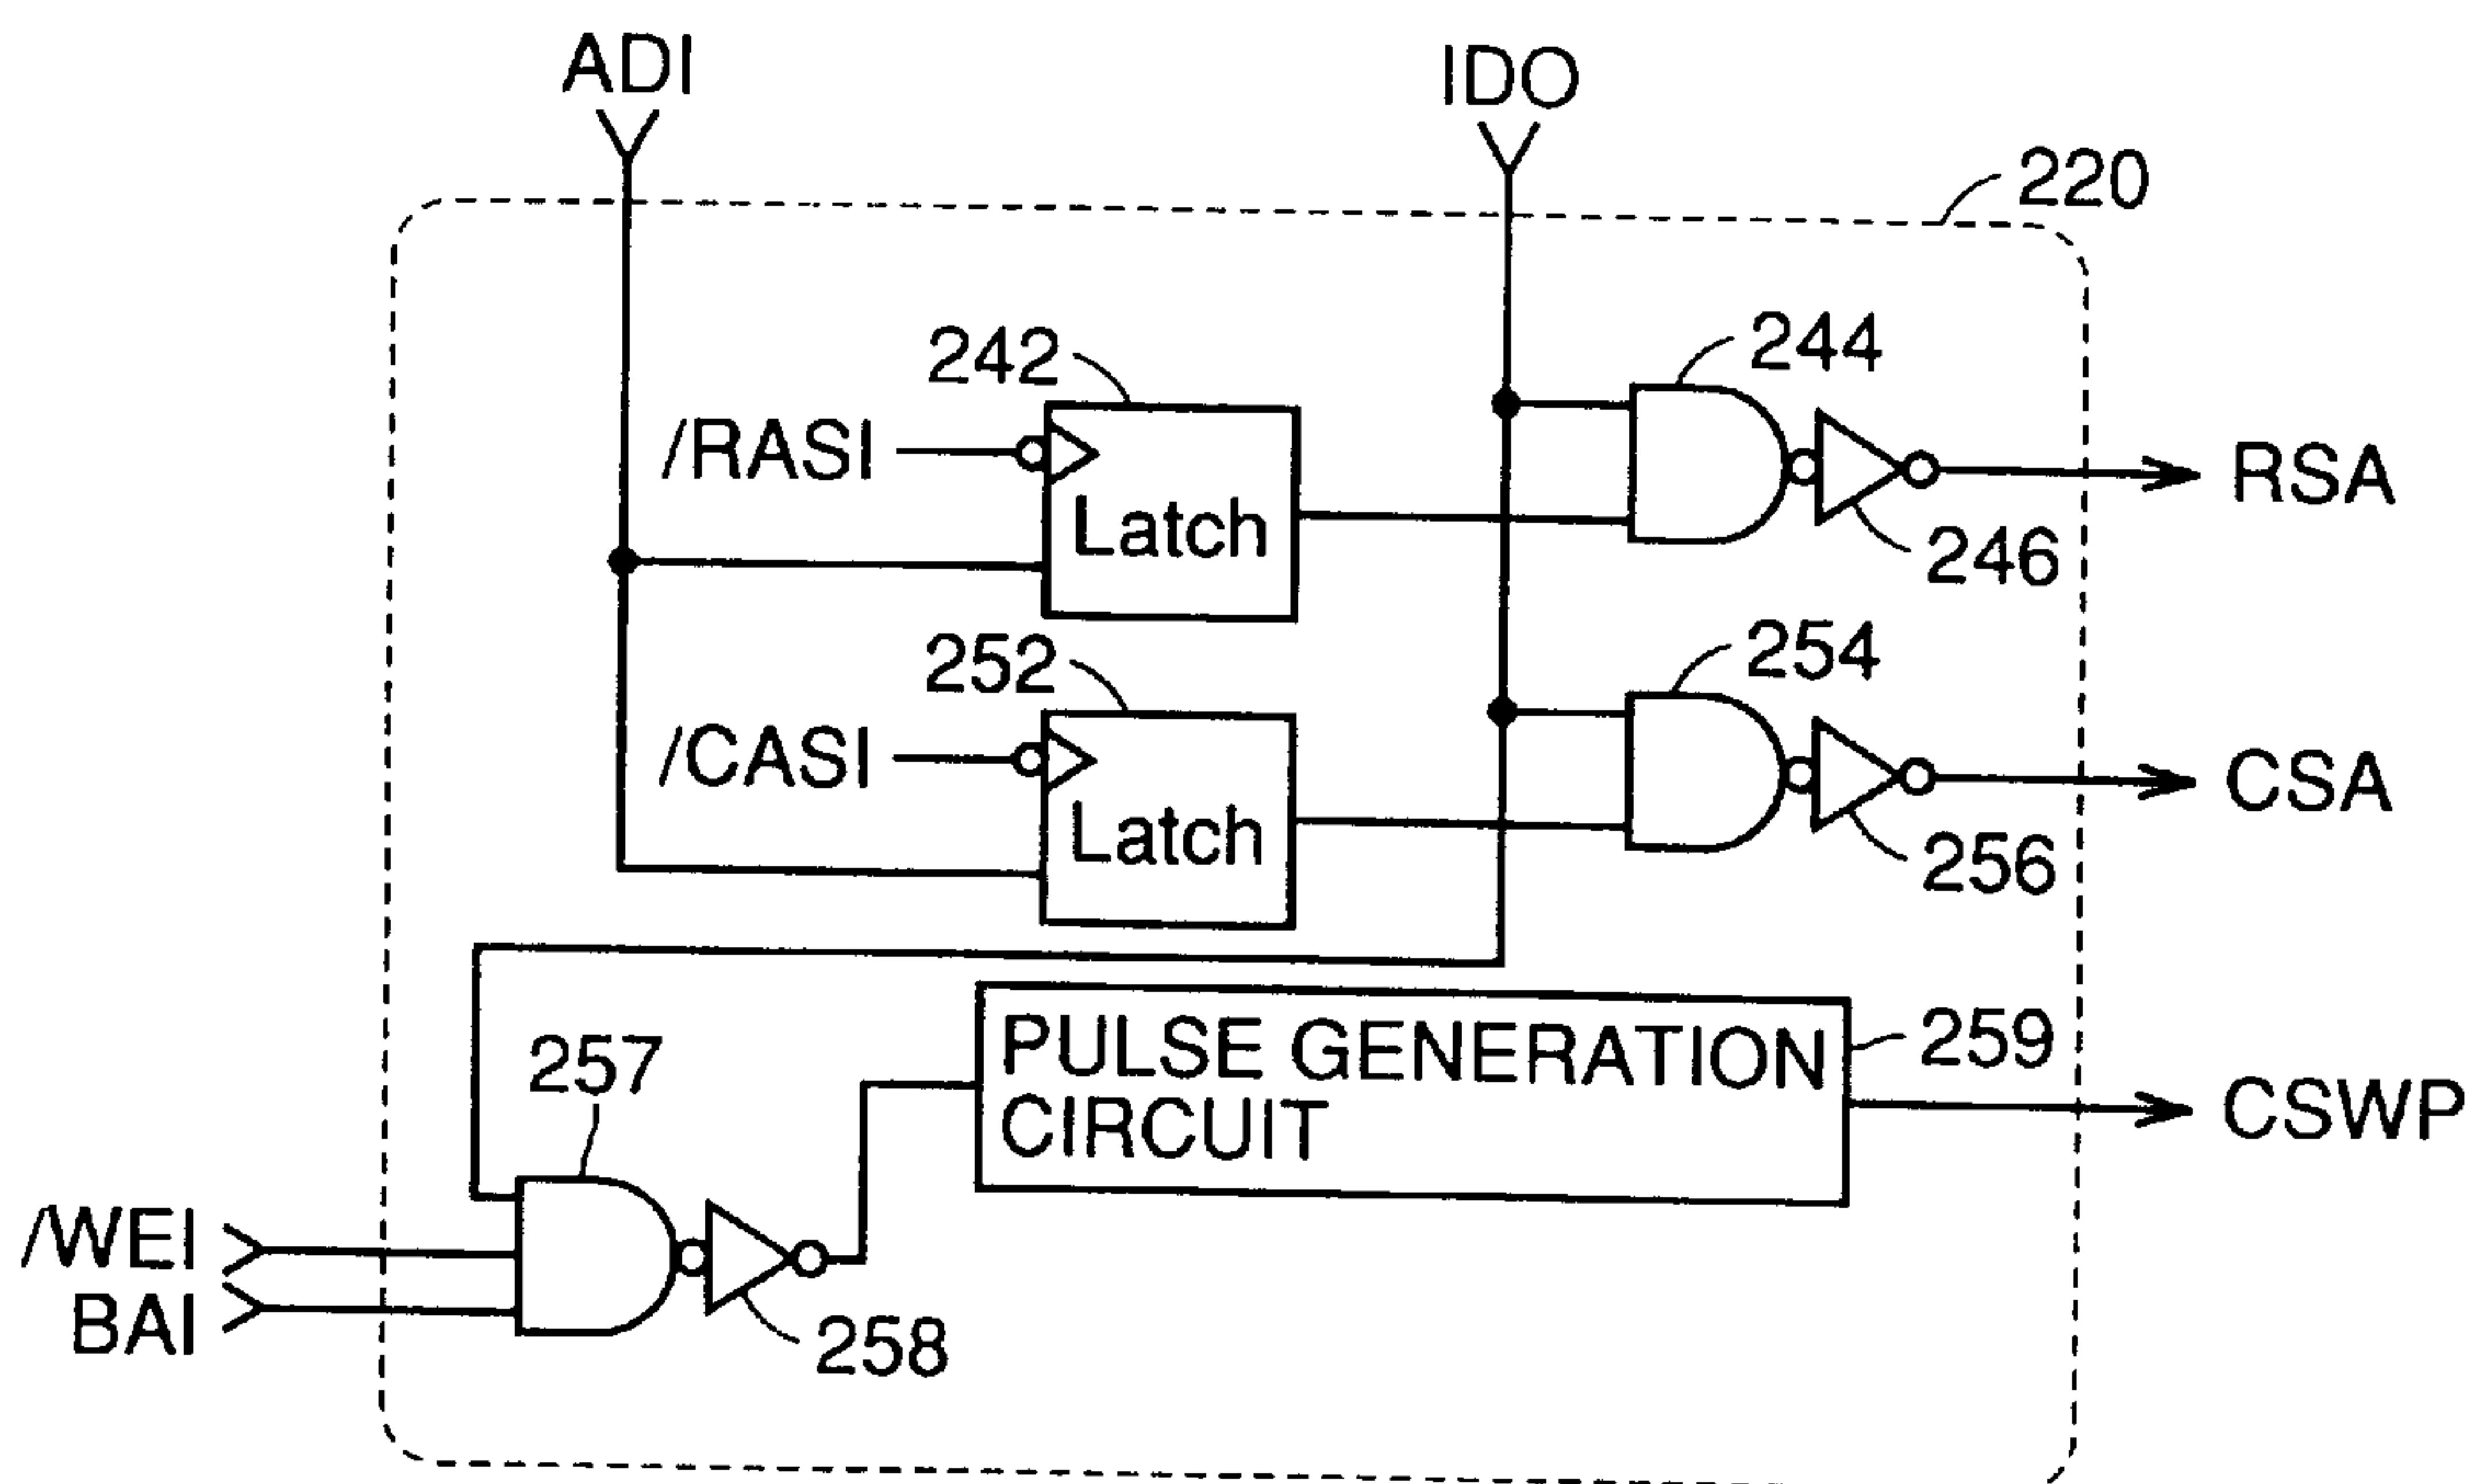 ADI
IDO
220
242
244
/RASI
Latch
RSA
246
252
254
/CASI
Latch
CSA
256
257
PULSE GENERATION
CIRCUIT
259
CSWP
/WEI
BAI
258